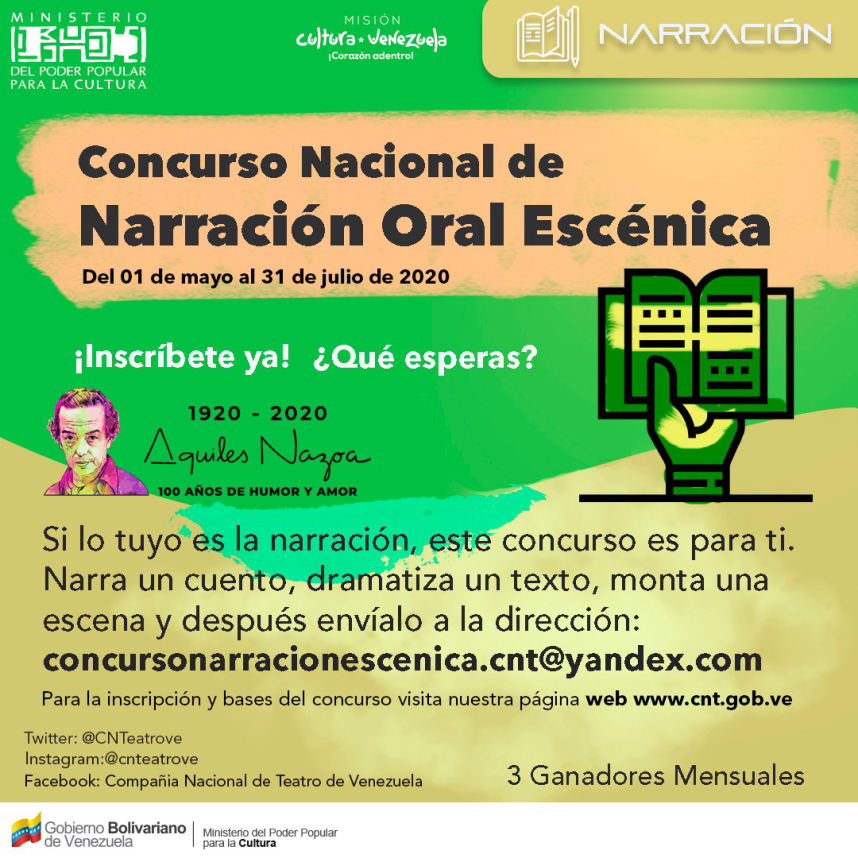 MINISTERIO
DEL PODER POPULAR
PARA LA CULTURA
MISIÓN
Cultura Venezuela
¡Corazón adentro!
NARRACIÓN
Concurso Nacional de
Narración Oral Escénica
Del 01 de mayo al 31 de julio de 2020
¡Inscríbete ya! ¿Qué esperas?
1920 - 2020
Aquiles Nazoa
100 AÑOS DE HUMOR Y AMOR
Si lo tuyo es la narración, este concurso es para ti.
Narra un cuento, dramatiza un texto, monta una
escena y después envíalo a la dirección:
concursonarracionescenica.cnt@yandex.com
Para la inscripción y bases del concurso visita nuestra página web www.cnt.gob.ve
Twitter: @CNTeatrove
Instagram:@cnteatrove
Facebook: Compañia Nacional de Teatro de Venezuela
3 Ganadores Mensuales
Gobierno Bolivariano
de Venezuela
Ministerio del Poder Popular
para la Cultura